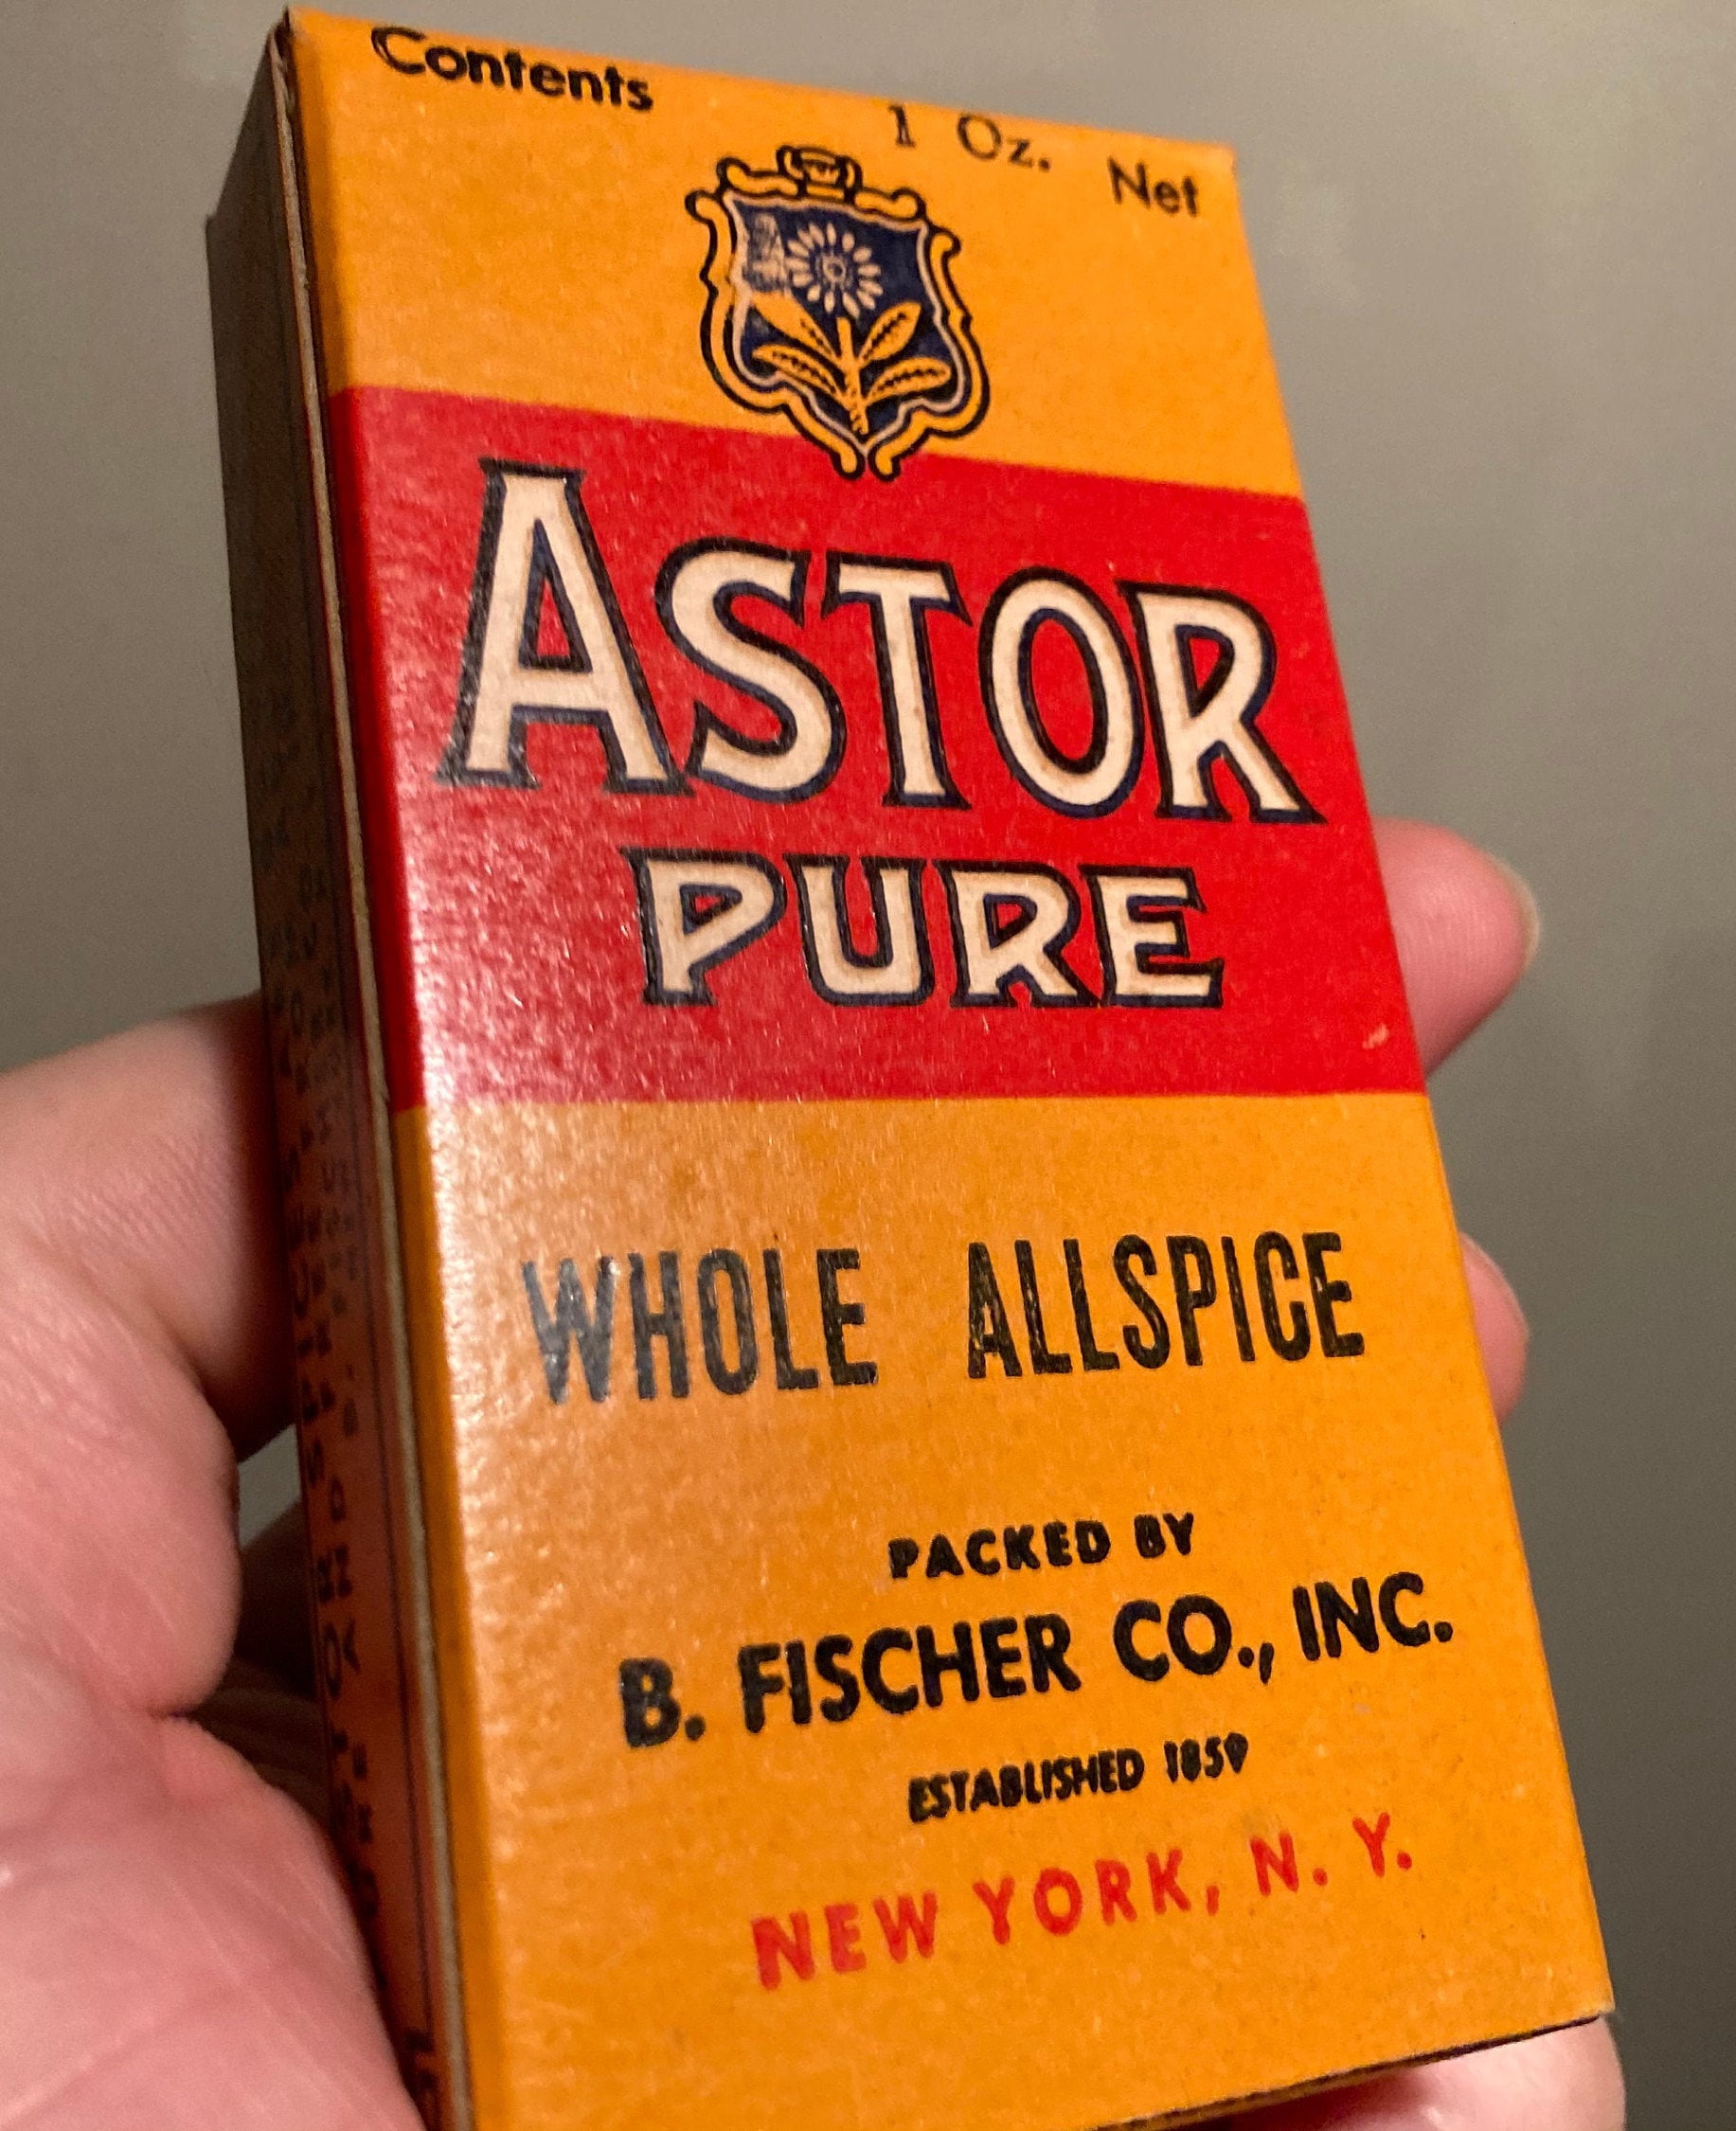 Contents 1 Oz. Net
ASTOR
PURE
WHOLE ALLSPICE
PACKED BY
B. FISCHER CO., INC.
ESTABLISHED 1859
NEW YORK, N. Y.